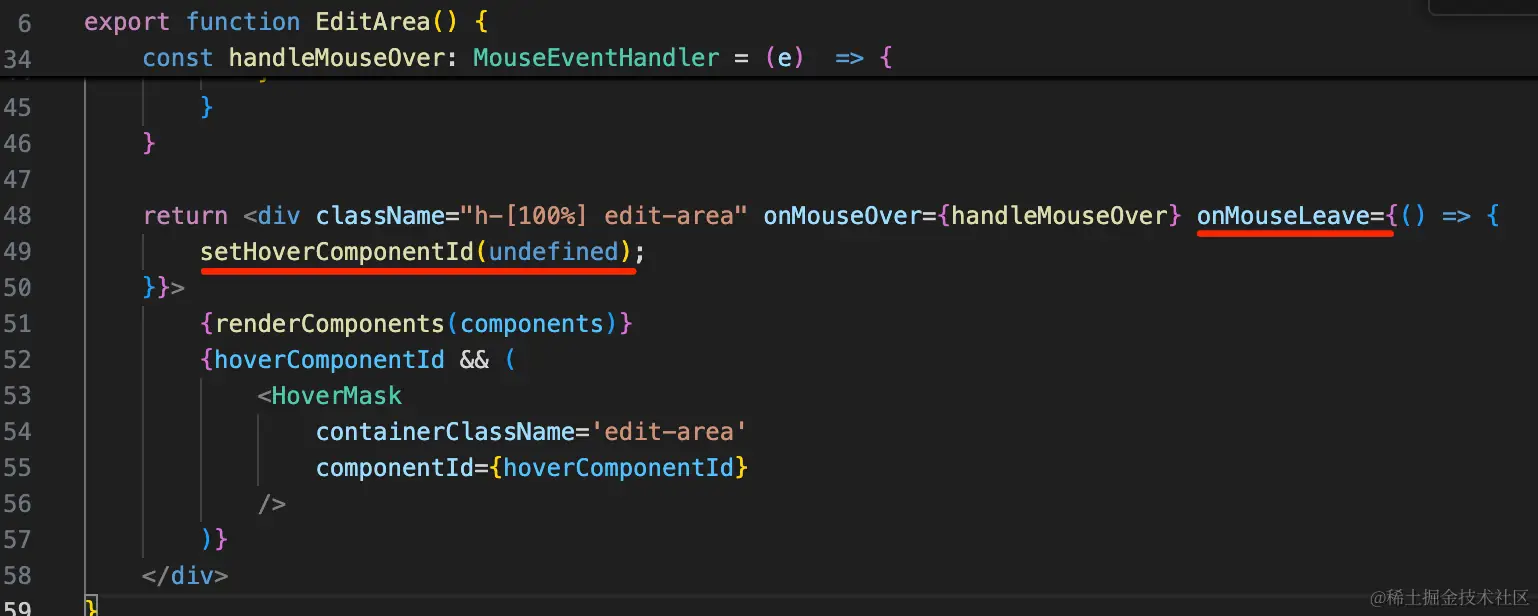 6 export function EditArea() {
34 const handleMouseOver: MouseEventHandler = (e) => {
45 }
46 }
47
48 return <div className="h-[100%] edit-area" onMouseOver={handleMouseOver} onMouseLeave={() => {
49 setHoverComponentId(undefined);
50 }}>
51 {renderComponents(components)}
52 {hoverComponentId && (
53 <HoverMask
54 containerClassName='edit-area'
55 componentId={hoverComponentId}
56 />
57 )}
58 </div>
59 }
@稀土掘金技术社区